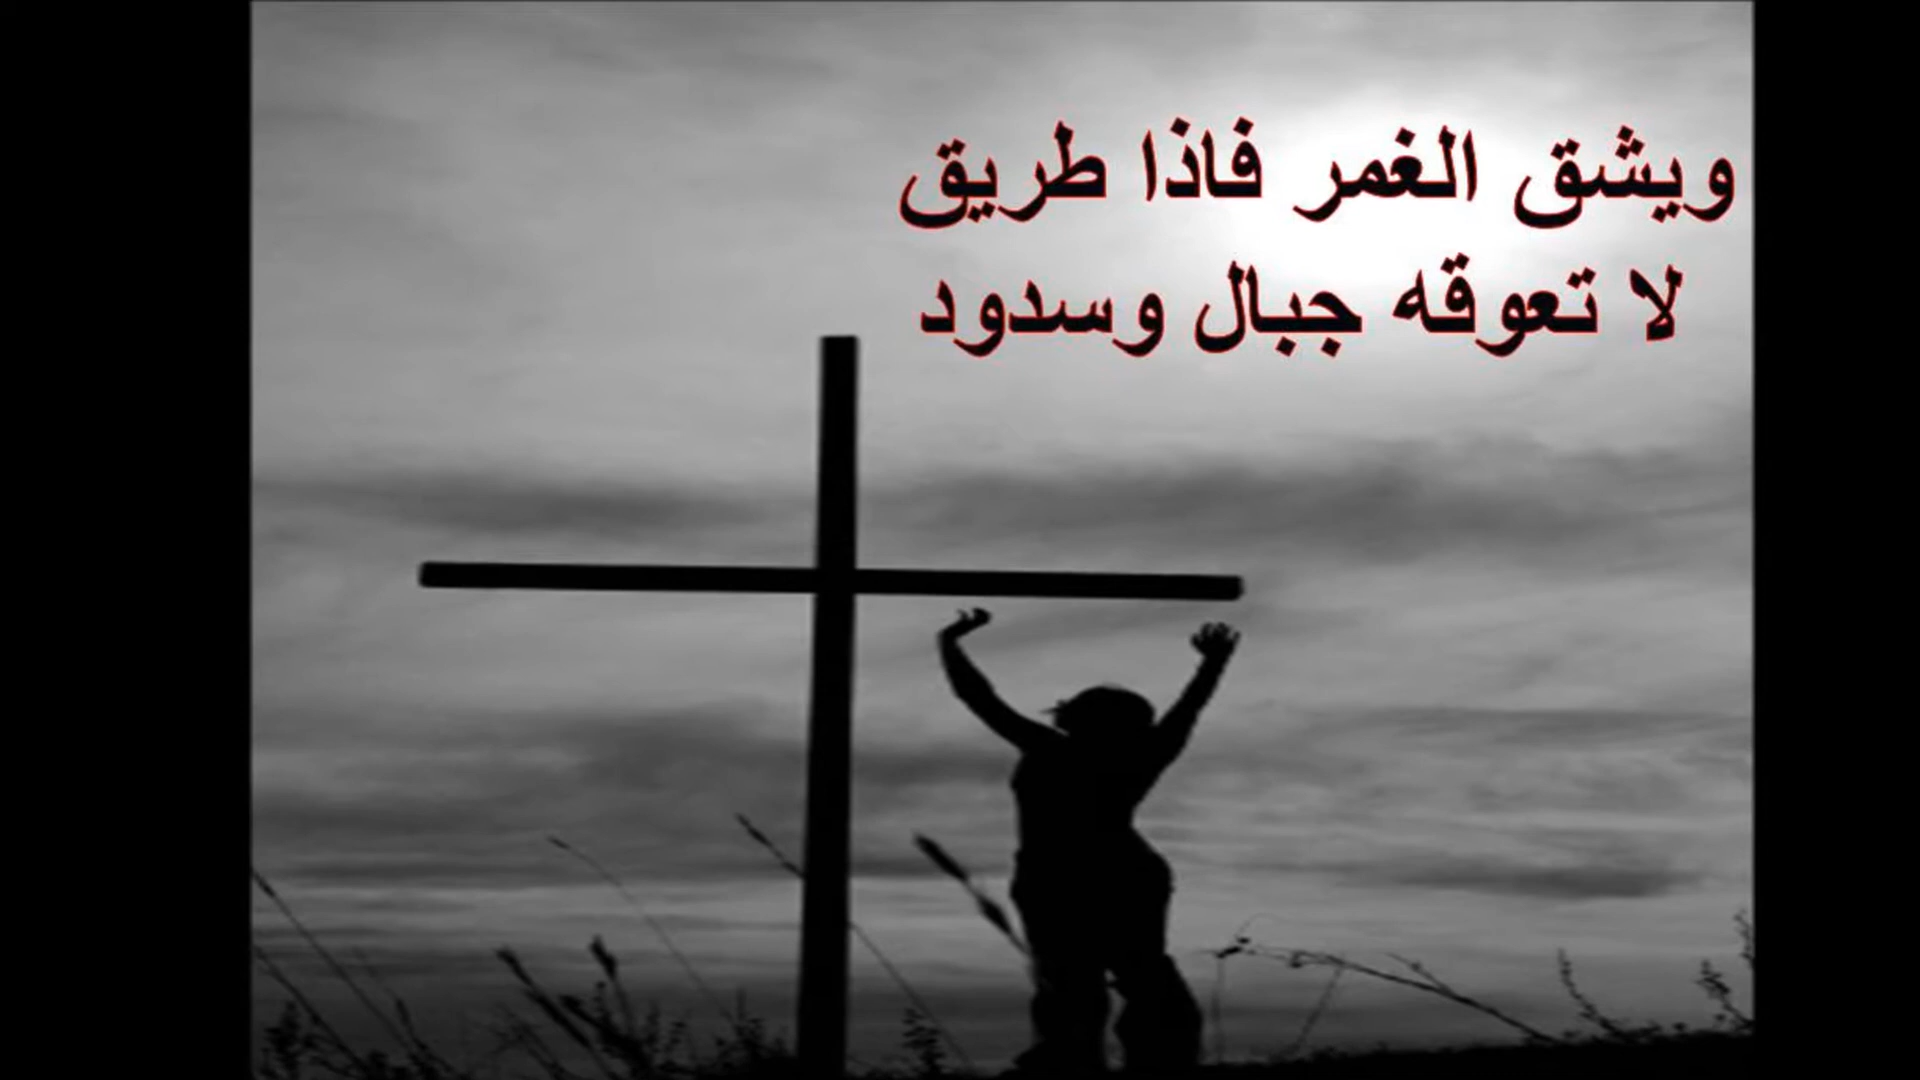 ويشق الغمر فاذا طريق
لا تعوقه جبال وسدود